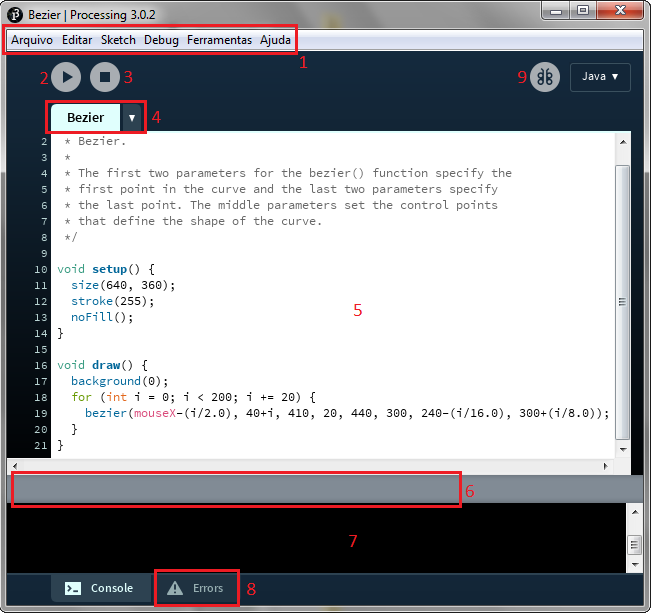 Bezier | Processing 3.0.2
Arquivo Editar Sketch Debug Ferramentas Ajuda
1
2 3 9 Java ▼
Bezier ▼ 4
2 * Bezier.
3 *
4 * The first two parameters for the bezier() function specify the
5 * first point in the curve and the last two parameters specify
6 * the last point. The middle parameters set the control points
7 * that define the shape of the curve.
8 */
9
10 void setup() {
11 size(640, 360);
12 stroke(255);
13 noFill();
14 }
15
16 void draw() {
17 background(0);
18 for (int i = 0; i < 200; i += 20) {
19 bezier(mouseX-(i/2.0), 40+i, 410, 20, 440, 300, 240-(i/16.0), 300+(i/8.0));
20 }
21 }
5
6
7
Console Errors 8